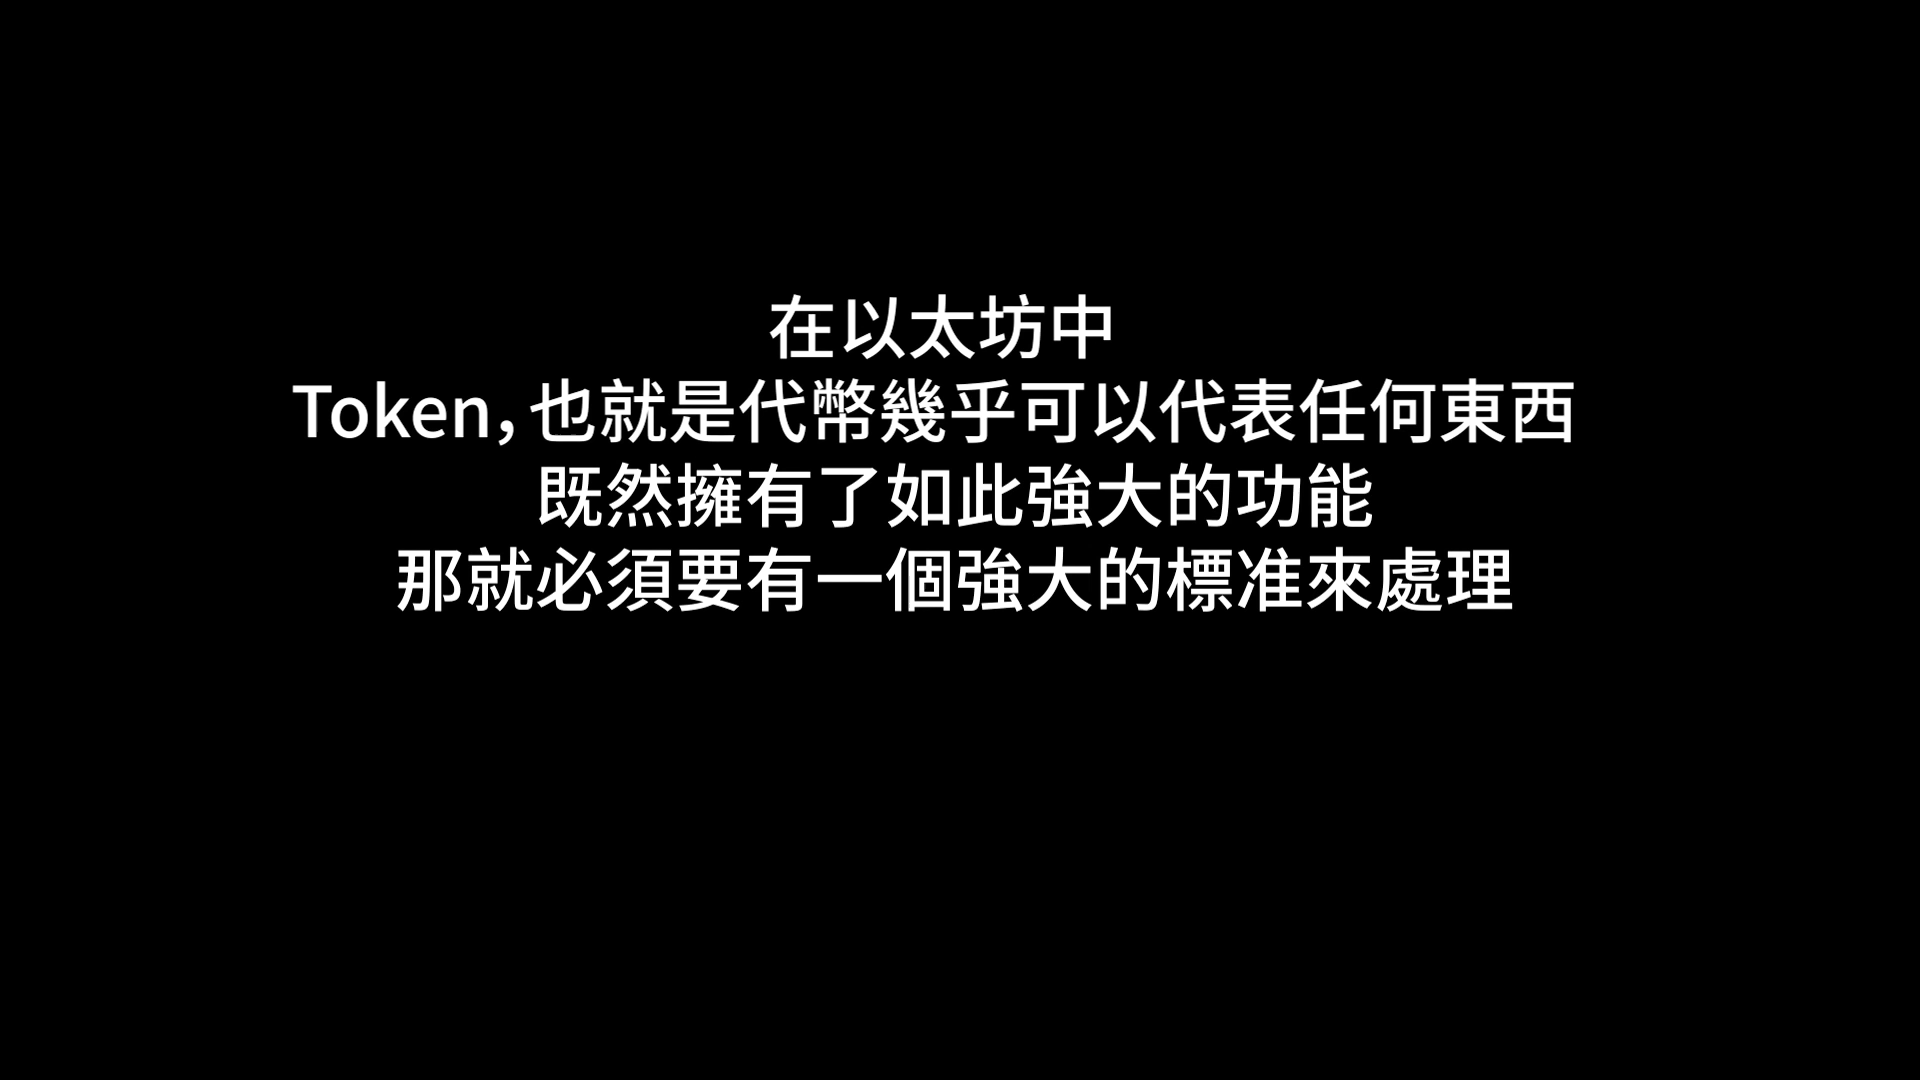 在以太坊中
Token, 也就是代幣幾乎可以代表任何東西
既然擁有了如此強大的功能
那就必須要有一個強大的標准來處理